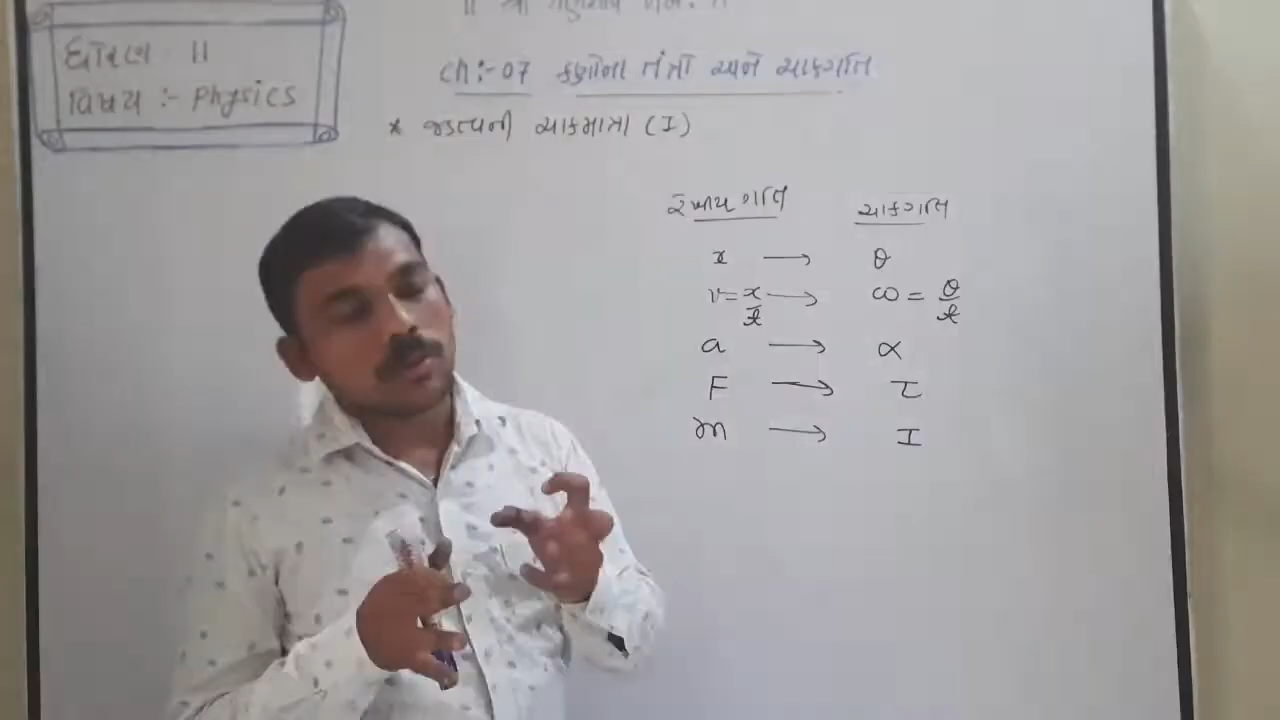 ધોરણ : 11
વિષય :- Physics
ch:- 07 કણોના તંત્રો અને ચાકગતિ
* જડત્વની ચાકમાત્રા (I)
રેખીય ગતિ ચાકગતિ
x → θ
v = x/t → ω = θ/t
a → α
F → τ
m → I